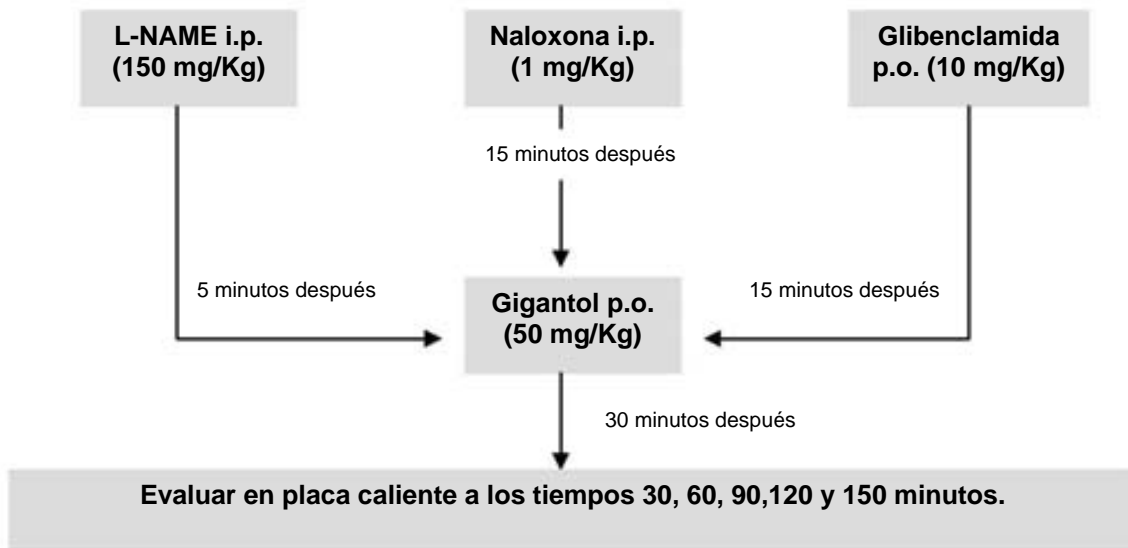 L-NAME i.p.
(150 mg/Kg)
Naloxona i.p.
(1 mg/Kg)
Glibenclamida
p.o. (10 mg/Kg)
15 minutos después
5 minutos después
Gigantol p.o.
(50 mg/Kg)
15 minutos después
30 minutos después
Evaluar en placa caliente a los tiempos 30, 60, 90,120 y 150 minutos.